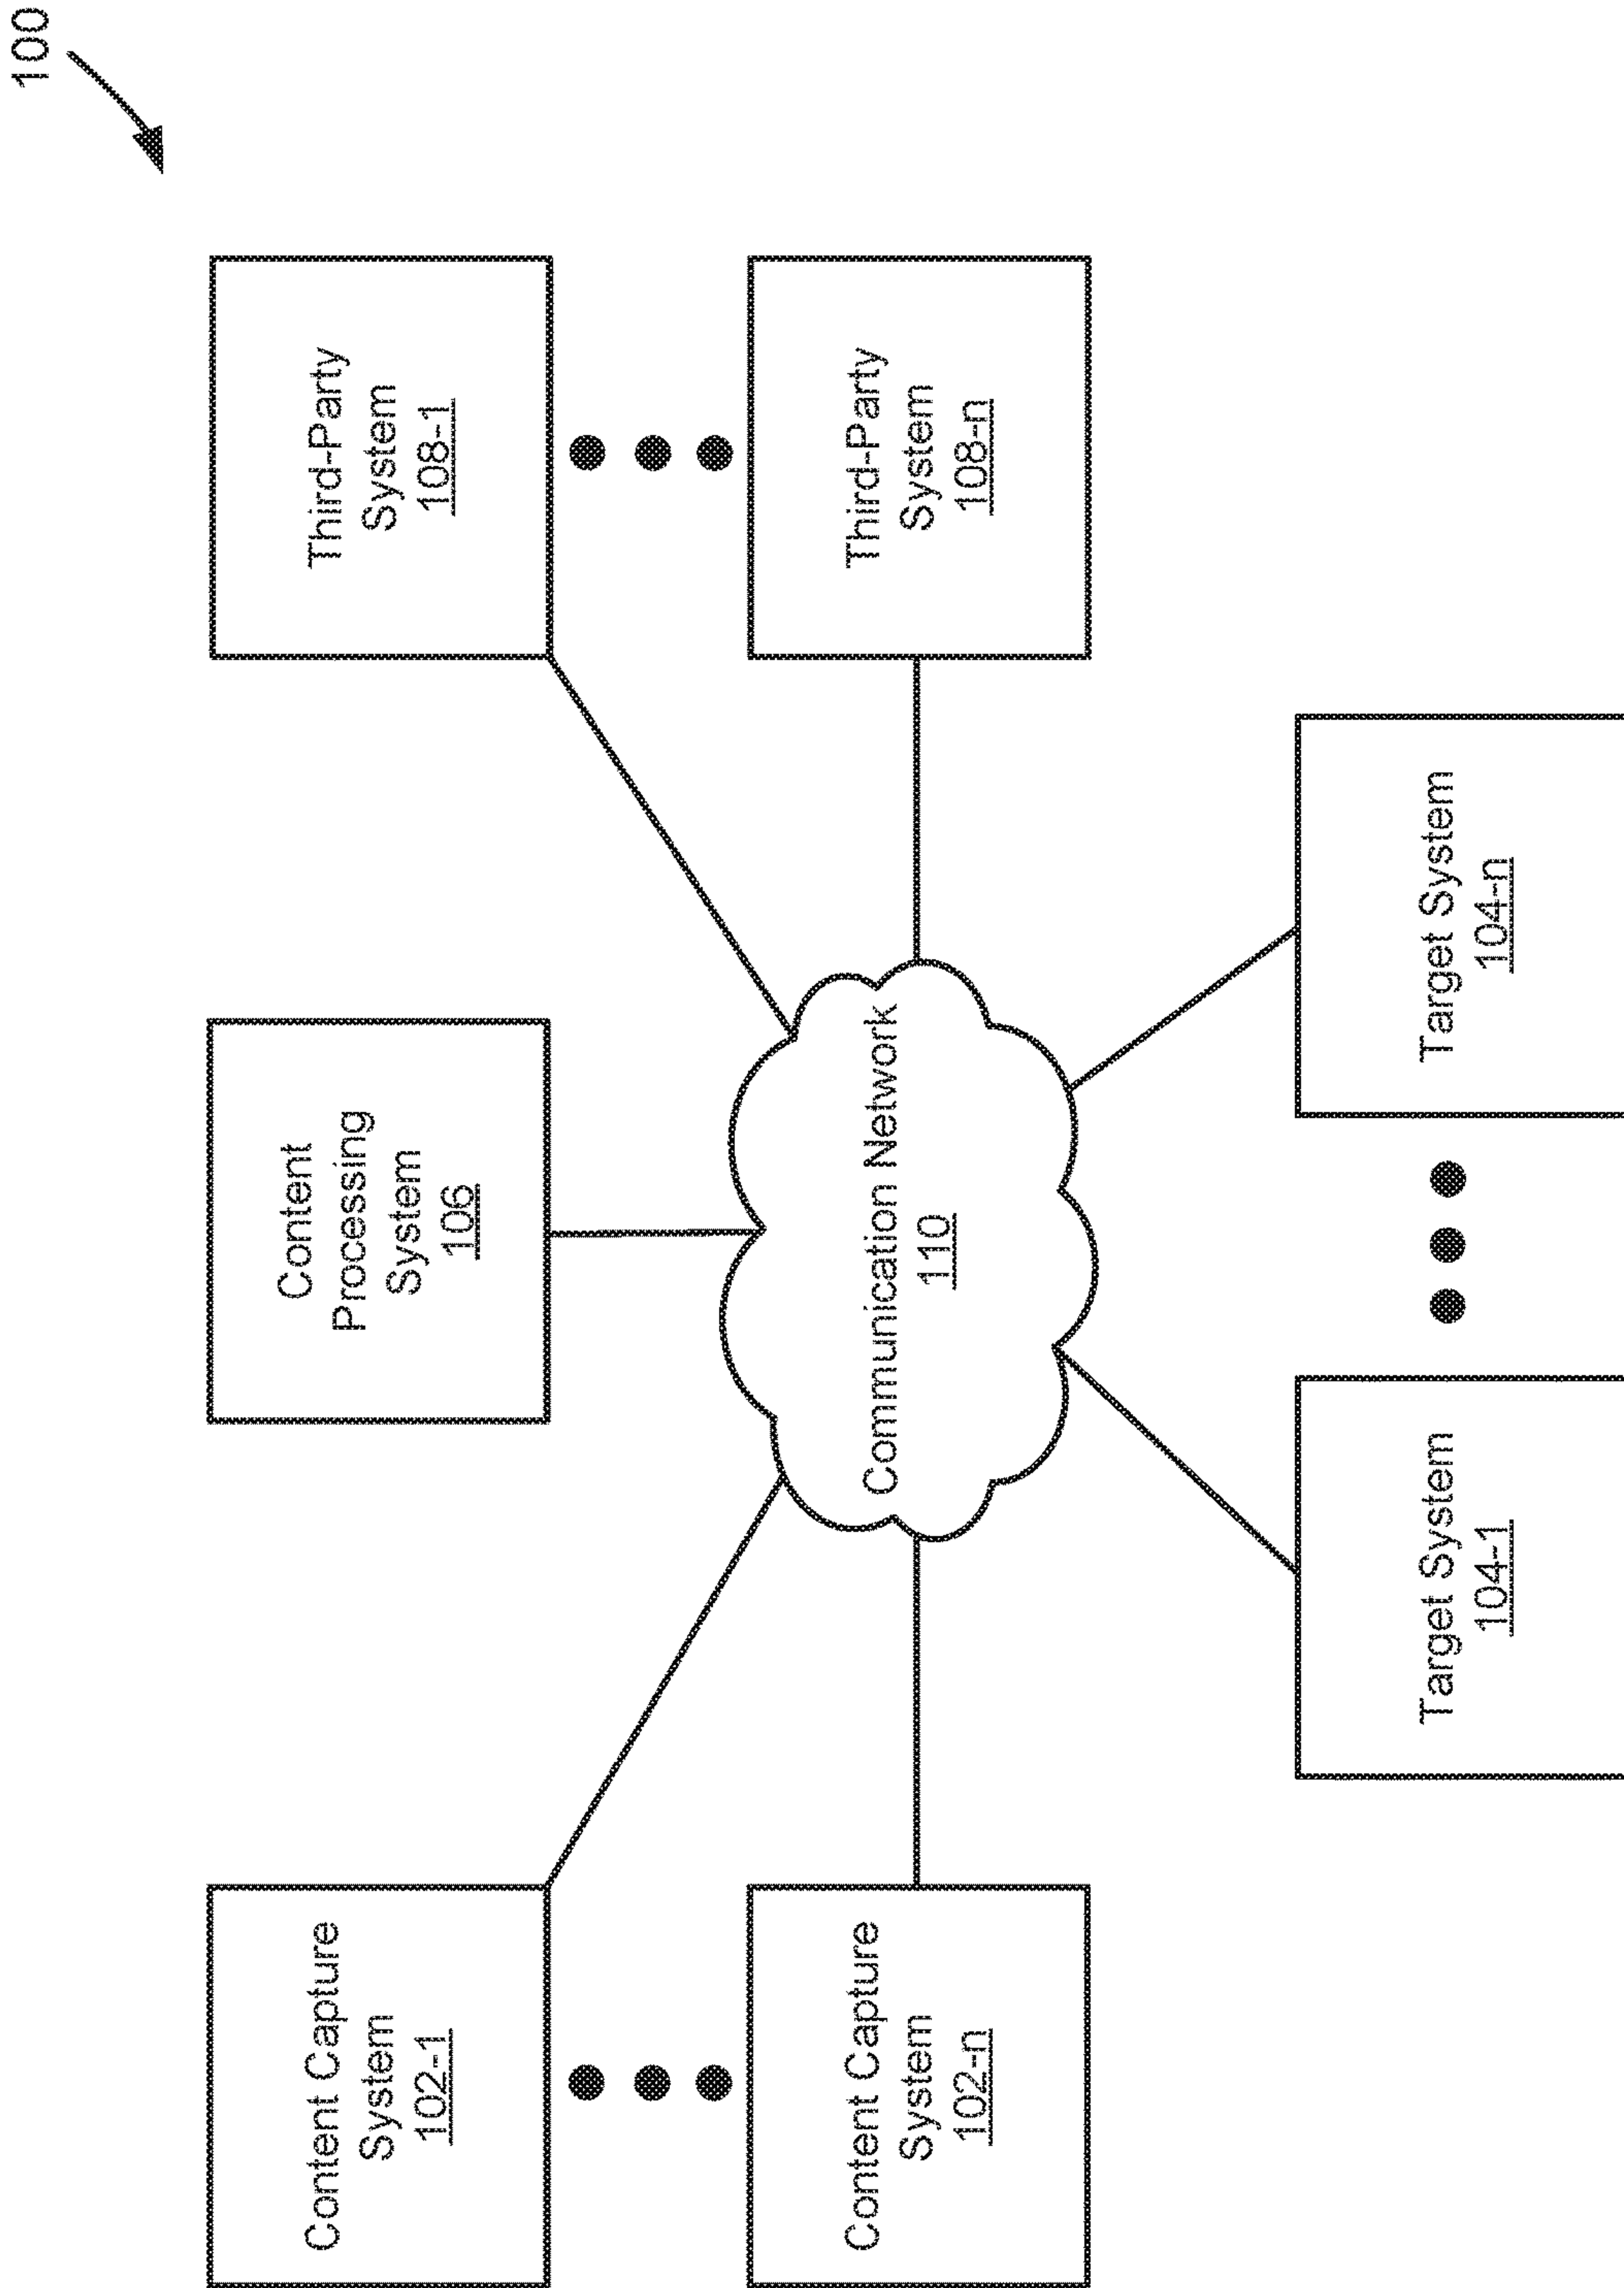 100
Content Capture
System
102-1
Content
Processing
System
106
Third-Party
System
108-1
Content Capture
System
102-n
Communication Network
110
Third-Party
System
108-n
Target System
104-1
Target System
104-n